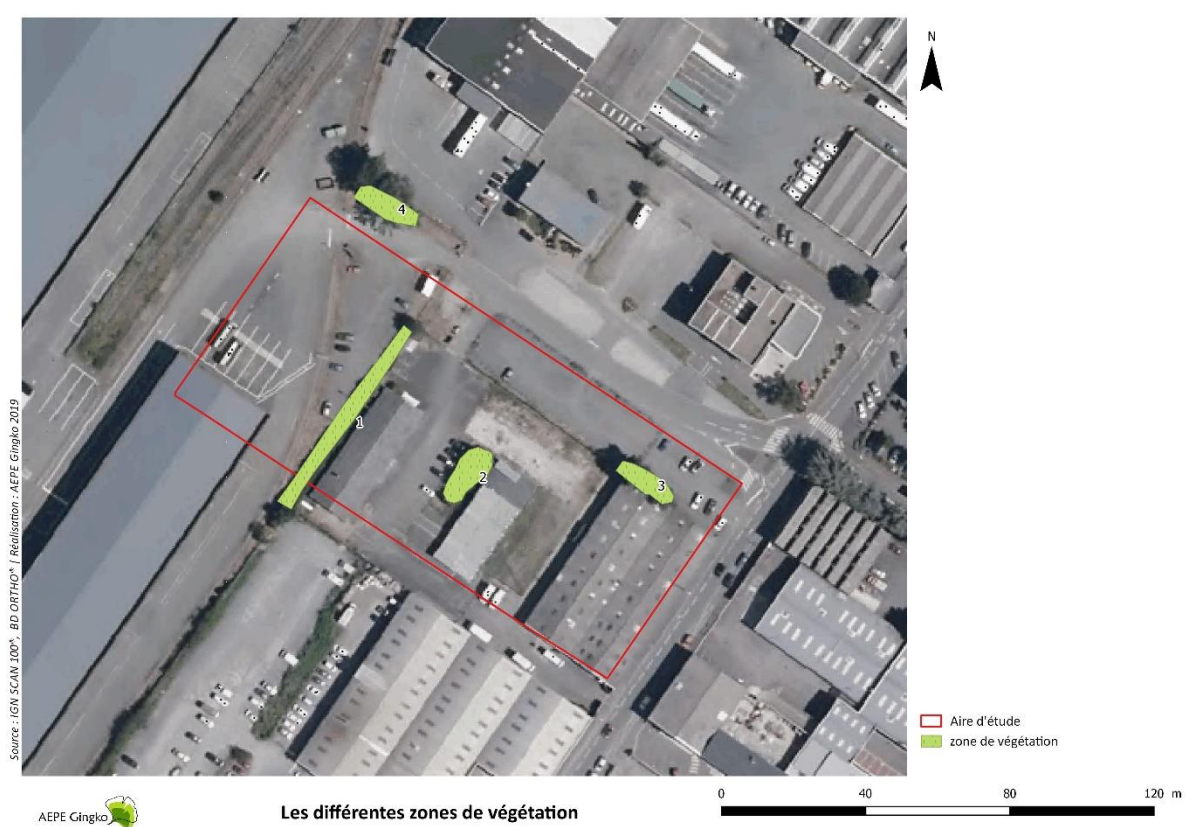 N
4
1
2
3
Source : IGN SCAN 100®, BD ORTHO® | Réalisation : AEPE Gingko 2019
Aire d'étude
zone de végétation
AEPE Gingko
Les différentes zones de végétation
0 40 80 120 m